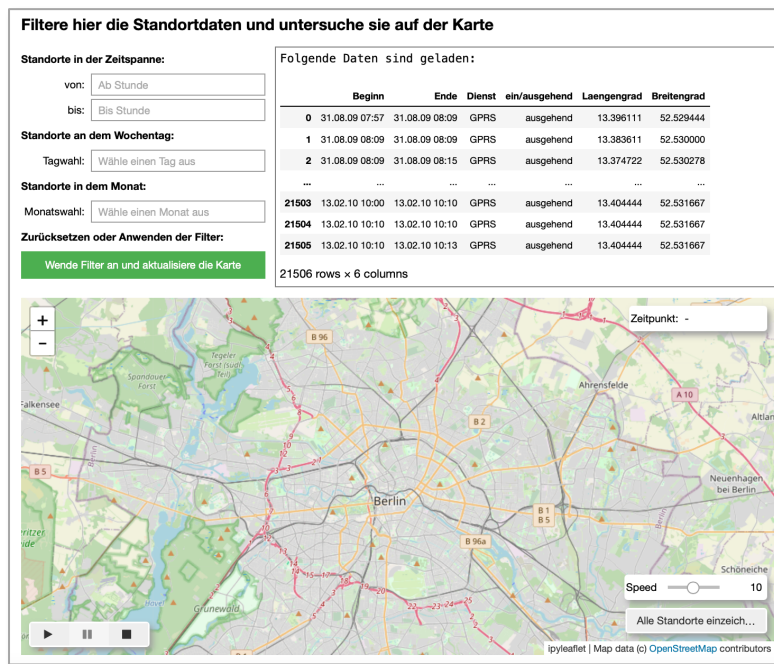 Filtere hier die Standortdaten und untersuche sie auf der Karte
Standorte in der Zeitspanne:
von: Ab Stunde
bis: Bis Stunde
Standorte an dem Wochentag:
Tagwahl: Wähle einen Tag aus
Standorte in dem Monat:
Monatswahl: Wähle einen Monat aus
Zurücksetzen oder Anwenden der Filter:
Wende Filter an und aktualisiere die Karte
Folgende Daten sind geladen:
Beginn Ende Dienst ein/ausgehend Laengengrad Breitengrad
0 31.08.09 07:57 31.08.09 08:09 GPRS ausgehend 13.396111 52.529444
1 31.08.09 08:09 31.08.09 08:09 GPRS ausgehend 13.383611 52.530000
2 31.08.09 08:09 31.08.09 08:15 GPRS ausgehend 13.374722 52.530278
... ... ... ... ... ... ...
21503 13.02.10 10:00 13.02.10 10:10 GPRS ausgehend 13.404444 52.531667
21504 13.02.10 10:10 13.02.10 10:10 GPRS ausgehend 13.404444 52.531667
21505 13.02.10 10:10 13.02.10 10:13 GPRS ausgehend 13.404444 52.531667
21506 rows × 6 columns
+
-
Zeitpunkt: -
B 96
Tegeler
Forst (sud)
Teil)
Spandauer
Forst
Ahrensfelde
A 10
Falkensee
B 2
Altlan
B 5
Berlin
Neuenhagen
bei Berlin
Berlin
B 1
B 5
Berlin
B 96a
Schöneiche
Havel
Grunewald
Speed 10
Alle Standorte einzeich...
ipyleaflet | Map data (c) OpenStreetMap contributors